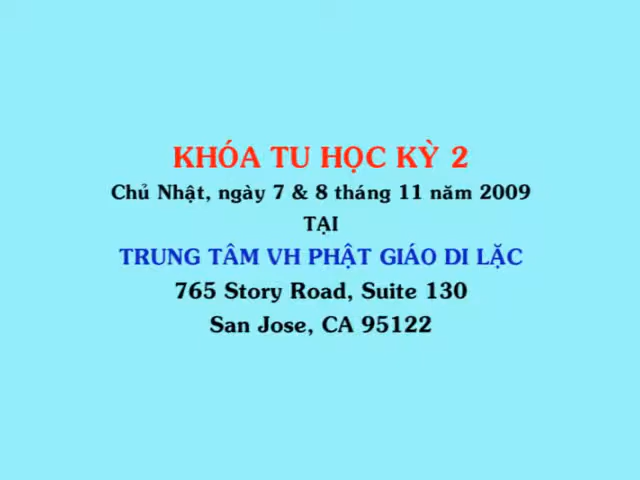 KHÓA TU HỌC KỲ 2
Chủ Nhật, ngày 7 & 8 tháng 11 năm 2009
TẠI
TRUNG TÂM VH PHẬT GIÁO DI LẶC
765 Story Road, Suite 130
San Jose, CA 95122